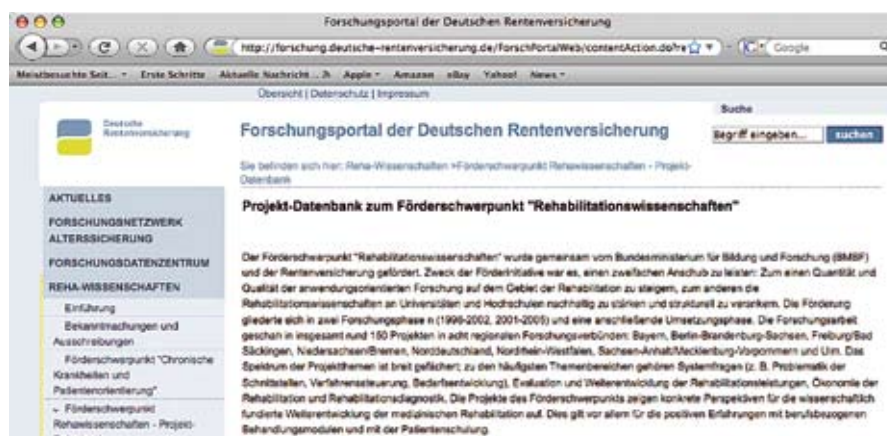 Forschungsportal der Deutschen Rentenversicherung
http://forschung.deutsche-rentenversicherung.de/ForschPortalWeb/contentAction.do?re
Google
Meistbesuchte Seit...
Erste Schritte
Aktuelle Nachricht...
Apple
Amazon
eBay
Yahoo!
News
Übersicht | Datenschutz | Impressum
Deutsche
Rentenversicherung
Forschungsportal der Deutschen Rentenversicherung
Suche
Begriff eingeben...
suchen
Sie befinden sich hier: Reha-Wissenschaften >Förderschwerpunkt Rehawissenschaften - Projekt-
Datenbank
AKTUELLES
FORSCHUNGSNETZWERK
ALTERSSICHERUNG
FORSCHUNGSDATENZENTRUM
REHA-WISSENSCHAFTEN
Einführung
Bekanntmachungen und
Ausschreibungen
Förderschwerpunkt "Chronische
Krankheiten und
Patientenorientierung"
Förderschwerpunkt
Rehawissenschaften - Projekt-
Projekt-Datenbank zum Förderschwerpunkt "Rehabilitationswissenschaften"
Der Förderschwerpunkt "Rehabilitationswissenschaften" wurde gemeinsam vom Bundesministerium für Bildung und Forschung (BMBF)
und der Rentenversicherung gefördert. Zweck der Förderinitiative war es, einen zweifachen Anschub zu leisten: Zum einen Quantität und
Qualität der anwendungsorientierten Forschung auf dem Gebiet der Rehabilitation zu steigern, zum anderen die
Rehabilitationswissenschaften an Universitäten und Hochschulen nachhaltig zu stärken und strukturell zu verankern. Die Förderung
gliederte sich in zwei Forschungsphase n (1998-2002, 2001-2005) und eine anschließende Umsetzungsphase. Die Forschungsarbeit
geschah in insgesamt rund 150 Projekten in acht regionalen Forschungsverbünden: Bayern, Berlin-Brandenburg-Sachsen, Freiburg/Bad
Säckingen, Niedersachsen/Bremen, Norddeutschland, Nordrhein-Westfalen, Sachsen-Anhalt/Mecklenburg-Vorpommern und Ulm. Das
Spektrum der Projektthemen ist breit gefächert; zu den häufigsten Themenbereichen gehören Systemfragen (z. B. Problematik der
Schnittstellen, Verfahrenssteuerung, Bedarfsentwicklung), Evaluation und Weiterentwicklung der Rehabilitationsleistungen, Ökonomie der
Rehabilitation und Rehabilitationsdiagnostik. Die Projekte des Förderschwerpunkts zeigen konkrete Perspektiven für die wissenschaftlich
fundierte Weiterentwicklung der medizinischen Rehabilitation auf. Dies gilt vor allem für die positiven Erfahrungen mit berufsbezogenen
Behandlungsmodulen und mit der Patientenschulung.